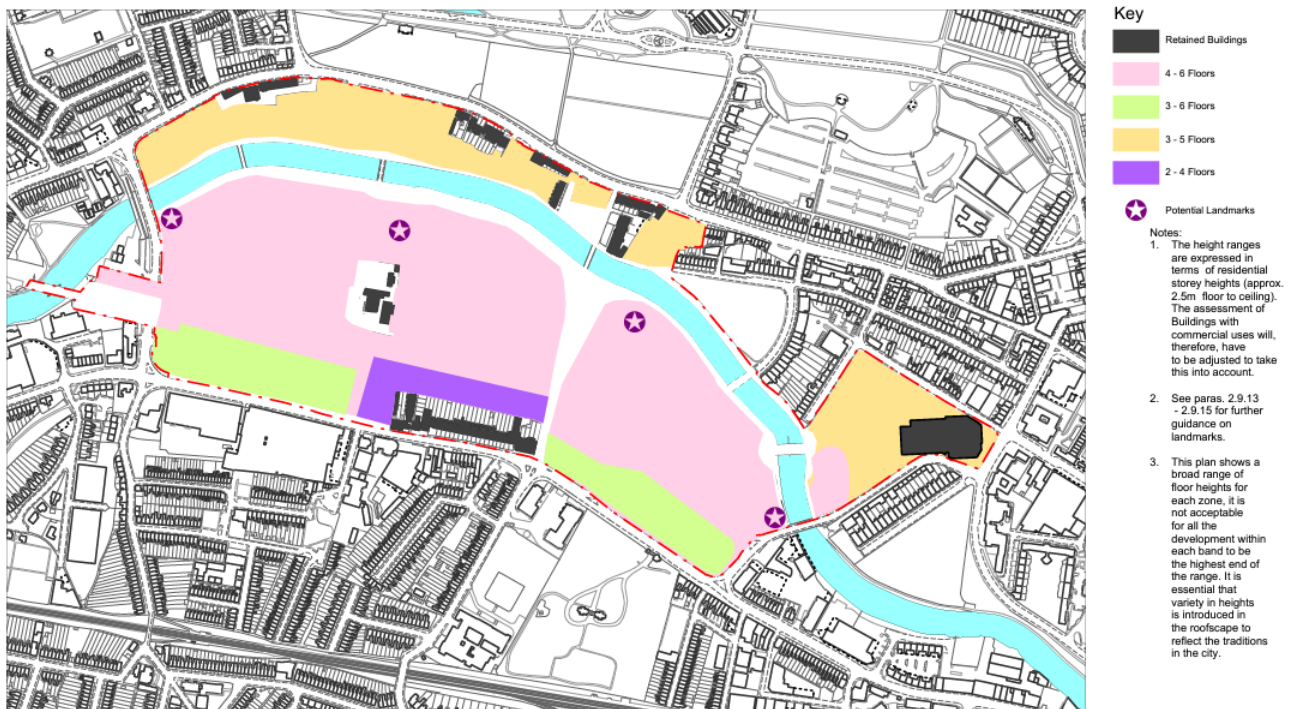 Key
Retained Buildings
4 - 6 Floors
3 - 6 Floors
3 - 5 Floors
2 - 4 Floors
Potential Landmarks
Notes:
1. The height ranges
are expressed in
terms of residential
storey heights (approx.
2.5m floor to ceiling).
The assessment of
Buildings with
commercial uses will,
therefore, have
to be adjusted to take
this into account.
2. See paras. 2.9.13
- 2.9.15 for further
guidance on
landmarks.
3. This plan shows a
broad range of
floor heights for
each zone, it is
not acceptable
for all the
development within
each band to be
the highest end of
the range. It is
essential that
variety in heights
is introduced in
the roofscape to
reflect the traditions
in the city.